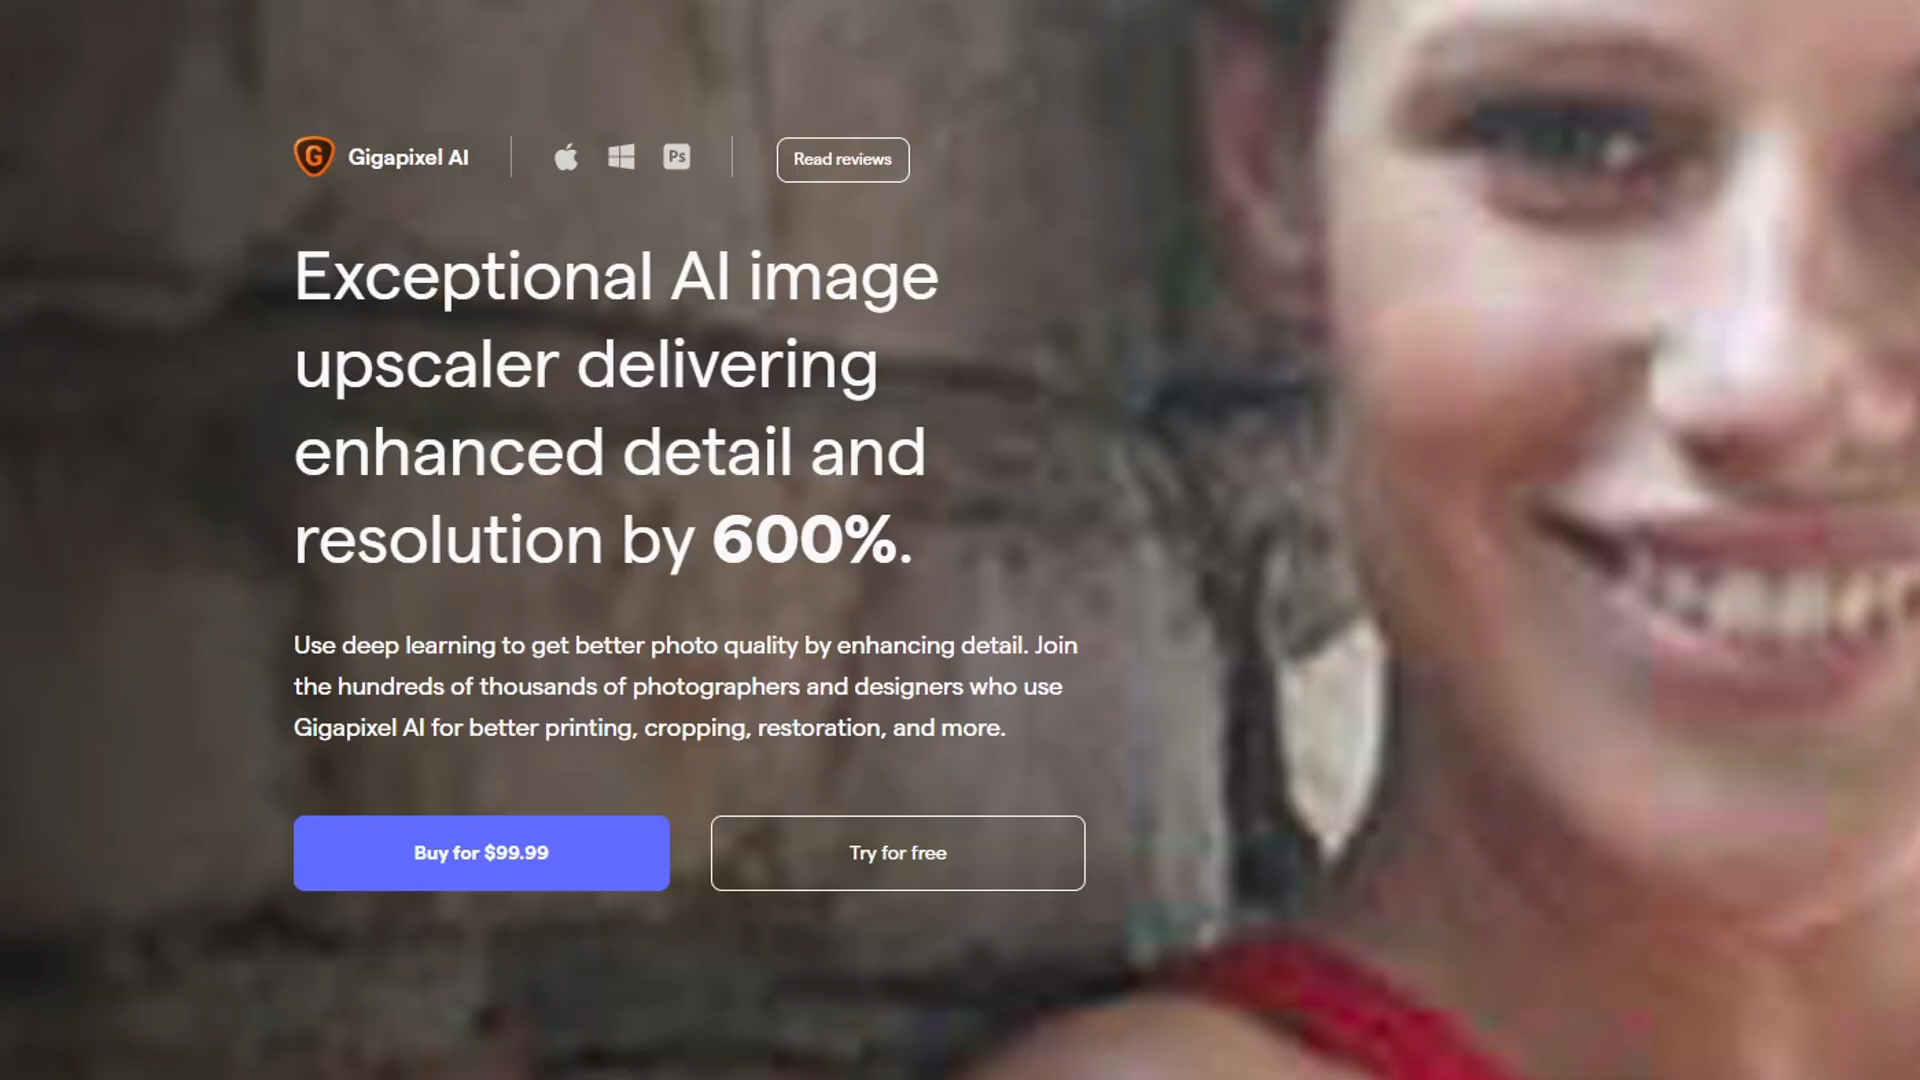 Gigapixel AI
Ps
Read reviews
Exceptional AI image
upscaler delivering
enhanced detail and
resolution by 600%.
Use deep learning to get better photo quality by enhancing detail. Join
the hundreds of thousands of photographers and designers who use
Gigapixel AI for better printing, cropping, restoration, and more.
Buy for $99.99
Try for free